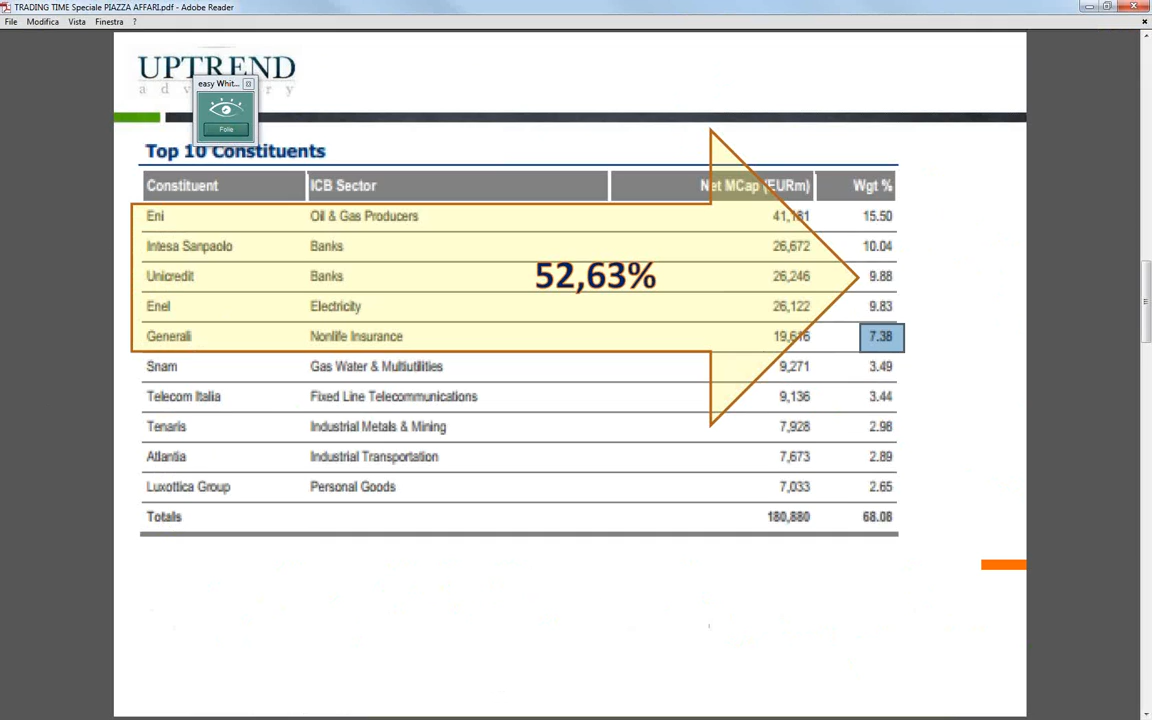 TRADING TIME Speciale PIAZZA AFFARI.pdf - Adobe Reader
File Modifica Vista Finestra ?
UPTREND
easy Whit...
Folie
Top 10 Constituents
Constituent ICB Sector Net MCap (EURm) Wgt %
Eni Oil & Gas Producers 41,181 15.50
Intesa Sanpaolo Banks 26,672 10.04
Unicredit Banks 26,246 9.88
52,63%
Enel Electricity 26,122 9.83
Generali Nonlife Insurance 19,616 7.38
Snam Gas Water & Multiutilities 9,271 3.49
Telecom Italia Fixed Line Telecommunications 9,136 3.44
Tenaris Industrial Metals & Mining 7,928 2.98
Atlantia Industrial Transportation 7,673 2.89
Luxottica Group Personal Goods 7,033 2.65
Totals 180,880 68.08